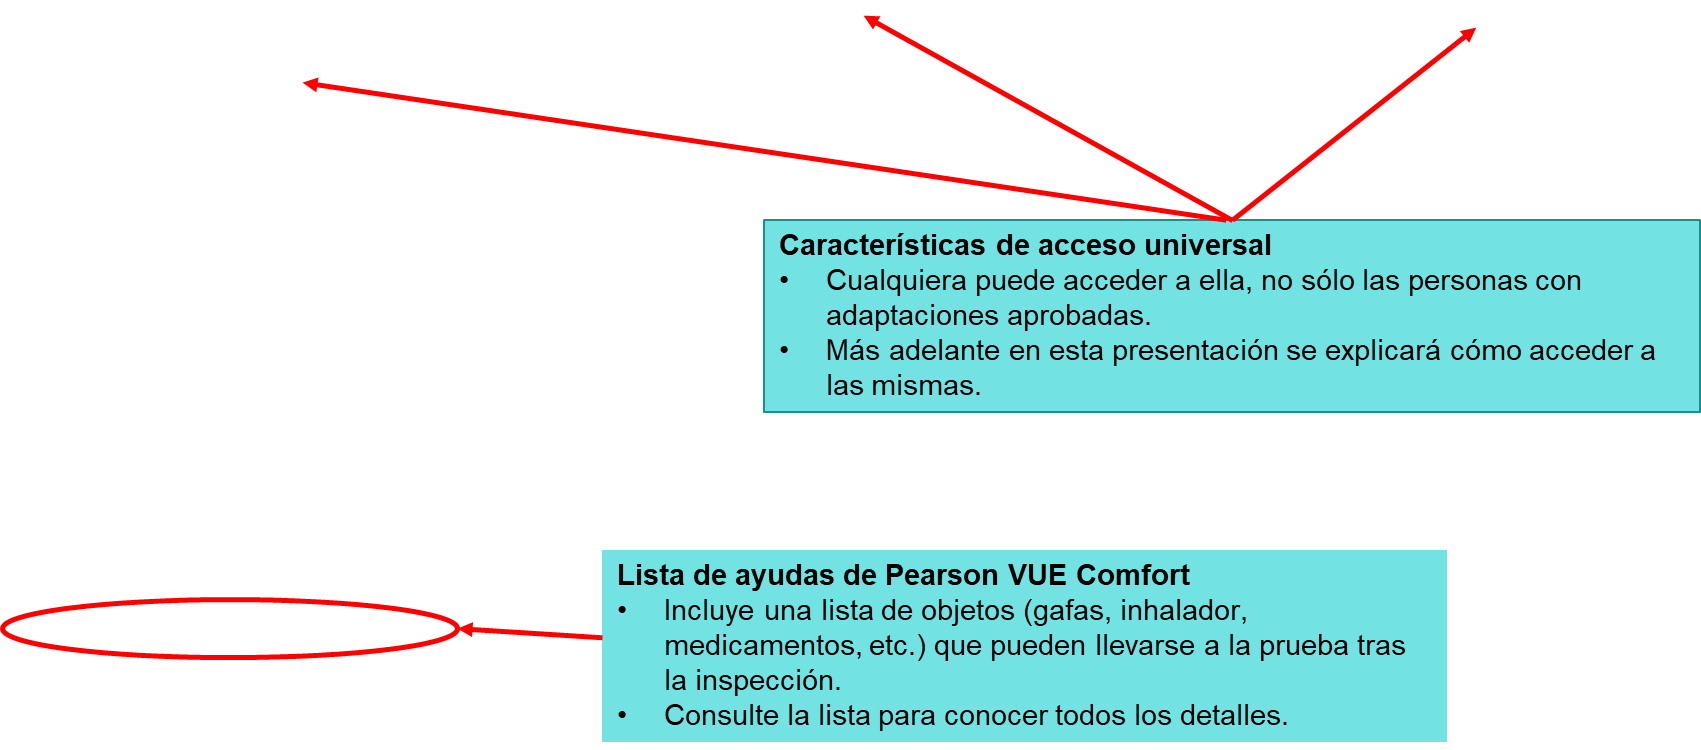 Características de acceso universal
• Cualquiera puede acceder a ella, no sólo las personas con
adaptaciones aprobadas.
• Más adelante en esta presentación se explicará cómo acceder a
las mismas.
Lista de ayudas de Pearson VUE Comfort
• Incluye una lista de objetos (gafas, inhalador,
medicamentos, etc.) que pueden llevarse a la prueba tras
la inspección.
• Consulte la lista para conocer todos los detalles.